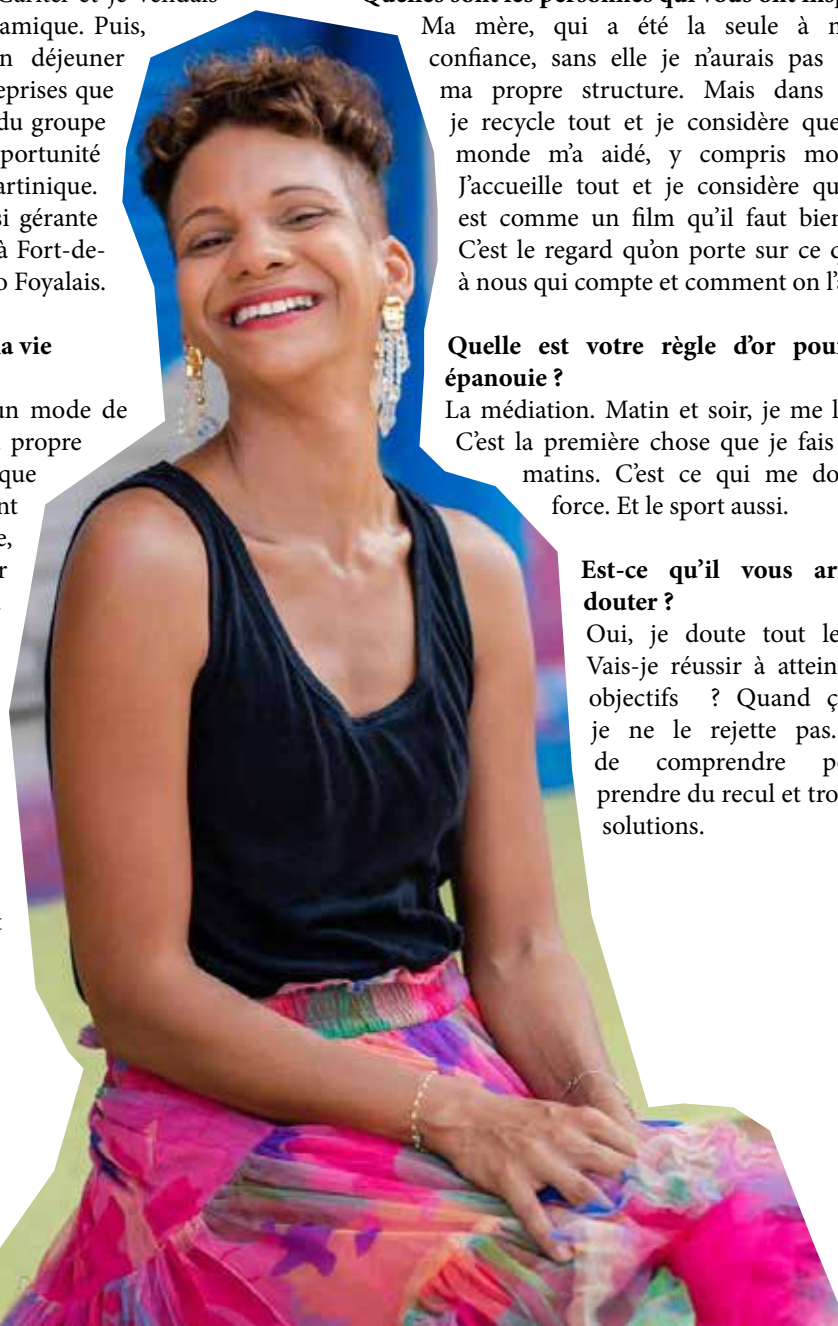 amique. Puis,
n déjeuner
eprises que
du groupe
portunité
artinique.
si gérante
à Fort-de-
o Foyalais.
la vie
un mode de
propre
que
nt
e,
r
Ma mère, qui a été la seule à
confiance, sans elle je n’aurais pas
ma propre structure. Mais dans
je recycle tout et je considère que
monde m’a aidé, y compris mo
J’accueille tout et je considère qu
est comme un film qu’il faut bien
C’est le regard qu’on porte sur ce q
à nous qui compte et comment on l’a
Quelle est votre règle d’or pour
épanouie ?
La médiation. Matin et soir, je me l
C’est la première chose que je fais
matins. C’est ce qui me do
force. Et le sport aussi.
Est-ce qu’il vous ar
douter ?
Oui, je doute tout le
Vais-je réussir à attein
objectifs ? Quand ç
je ne le rejette pas.
de comprendre p
prendre du recul et tro
solutions.